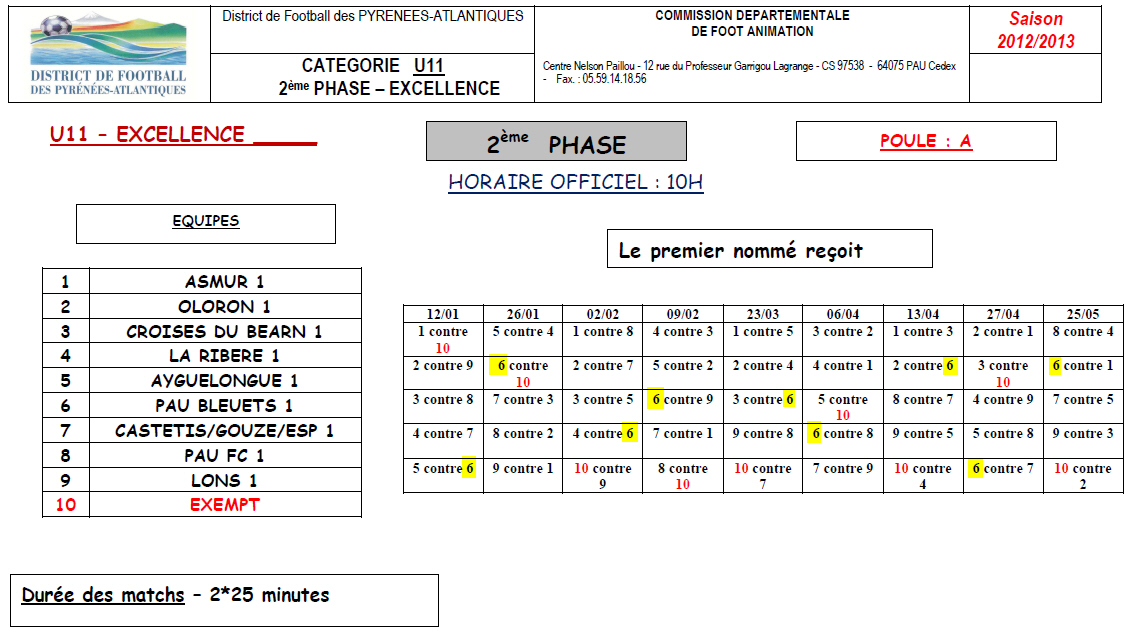 DISTRICT DE FOOTBALL
DES PYRÉNÉES-ATLANTIQUES
District de Football des PYRENEES-ATLANTIQUES
CATEGORIE U11
2ème PHASE – EXCELLENCE
COMMISSION DEPARTEMENTALE
DE FOOT ANIMATION
Centre Nelson Paillou - 12 rue du Professeur Garrigou Lagrange - CS 97538 - 64075 PAU Cedex
- Fax. : 05.59.14.18.56
Saison
2012/2013
U11 – EXCELLENCE ______
2ème PHASE
POULE : A
HORAIRE OFFICIEL : 10H
EQUIPES
Le premier nommé reçoit
1 ASMUR 1
2 OLORON 1
3 CROISES DU BEARN 1
4 LA RIBERE 1
5 AYGUELONGUE 1
6 PAU BLEUETS 1
7 CASTETIS/GOUZE/ESP 1
8 PAU FC 1
9 LONS 1
10 EXEMPT
12/01 26/01 02/02 09/02 23/03 06/04 13/04 27/04 25/05
1 contre 10 5 contre 4 1 contre 8 4 contre 3 1 contre 5 3 contre 2 1 contre 3 2 contre 1 8 contre 4
2 contre 9 6 contre 10 2 contre 7 5 contre 2 2 contre 4 4 contre 1 2 contre 6 3 contre 10 6 contre 1
3 contre 8 7 contre 3 3 contre 5 6 contre 9 3 contre 6 5 contre 10 8 contre 7 4 contre 9 7 contre 5
4 contre 7 8 contre 2 4 contre 6 7 contre 1 9 contre 8 6 contre 8 9 contre 5 5 contre 8 9 contre 3
5 contre 6 9 contre 1 10 contre 9 8 contre 10 10 contre 7 7 contre 9 10 contre 4 6 contre 7 10 contre 2
Durée des matchs – 2*25 minutes